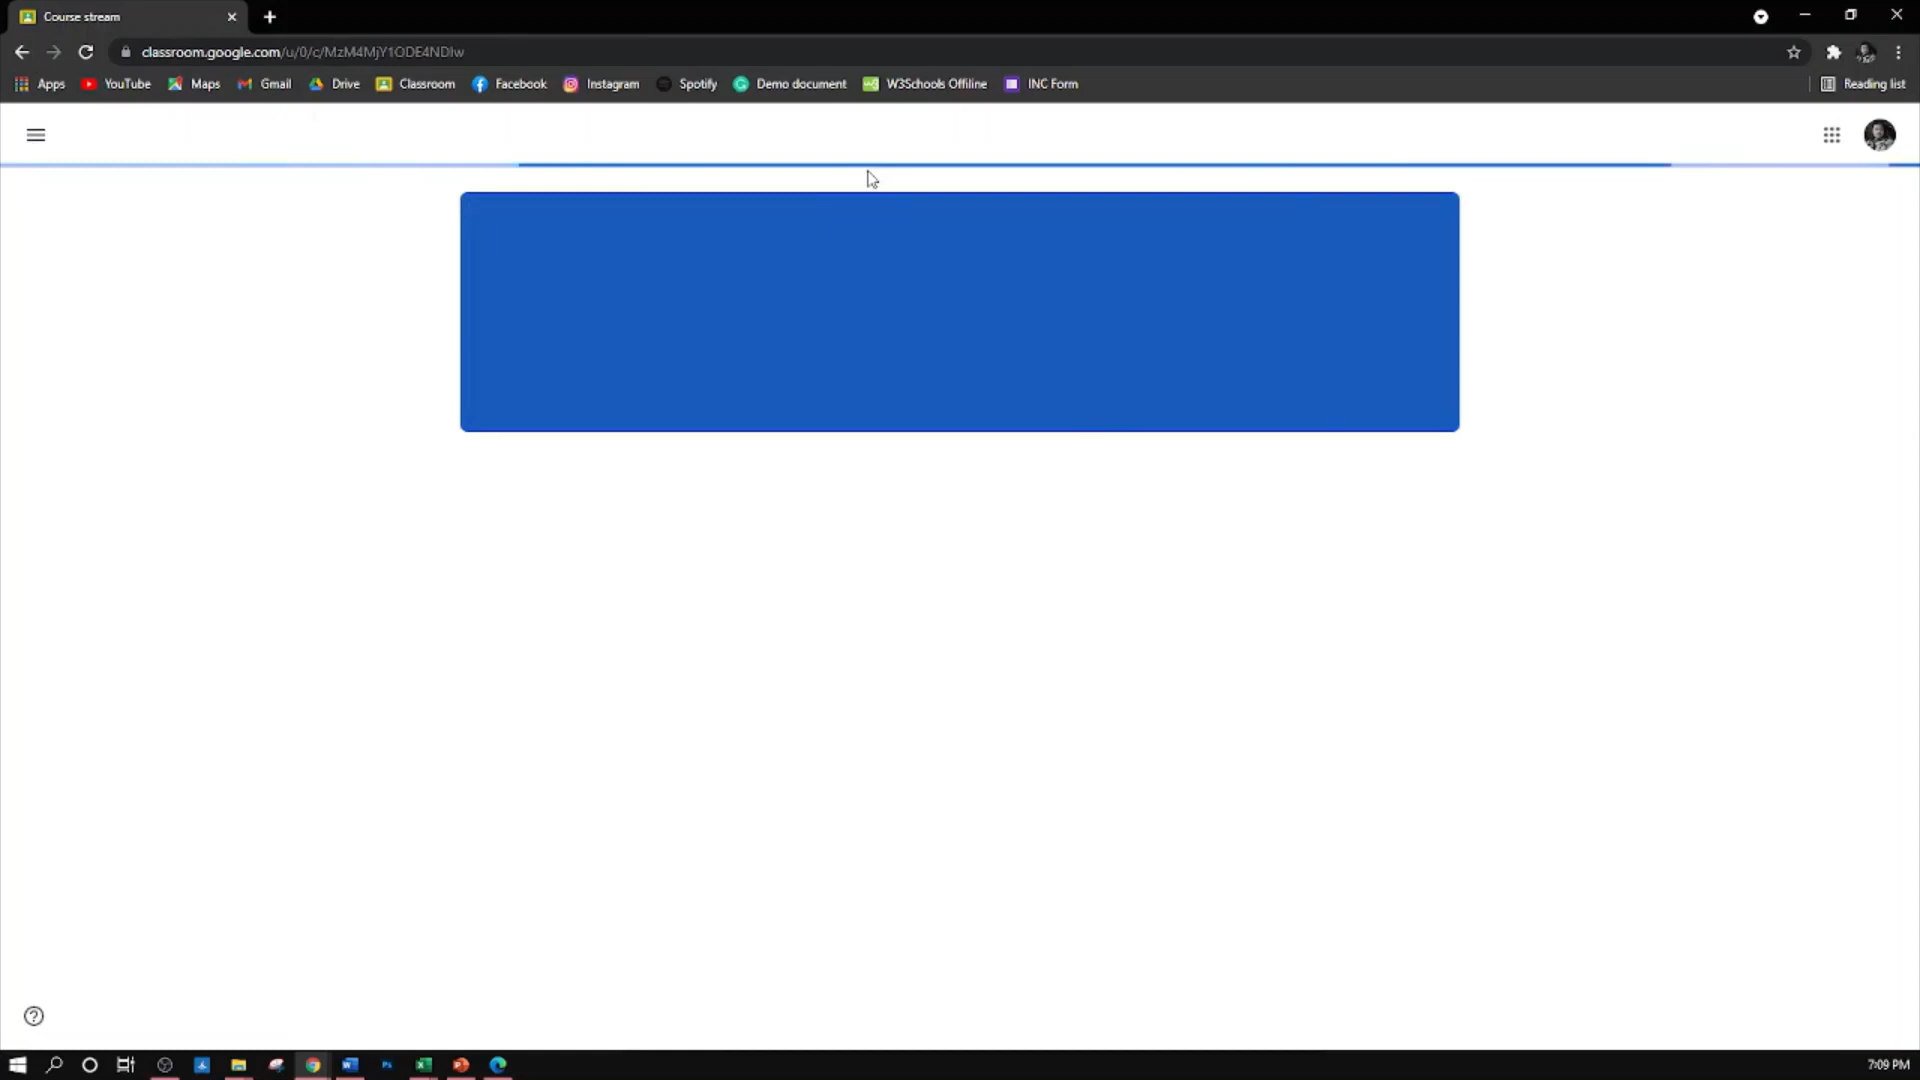 Course stream
classroom.google.com/u/0/c/MzM4MjY1ODE4NDIw
Apps YouTube Maps Gmail Drive Classroom Facebook Instagram Spotify Demo document W3Schools Offiline INC Form Reading list
7:09 PM